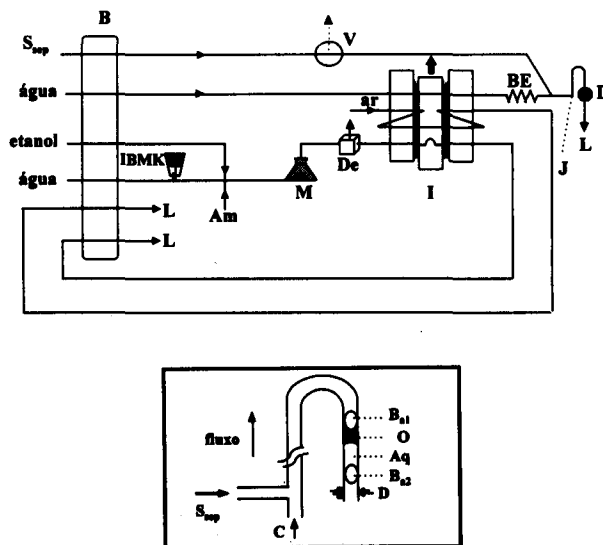 B
S_sep
V
água
BE
D
ar
L
etanol
IBMK
De
J
água
M
I
L
Am
L
B_a1
fluxo
O
Aq
B_a2
D
S_sep
C